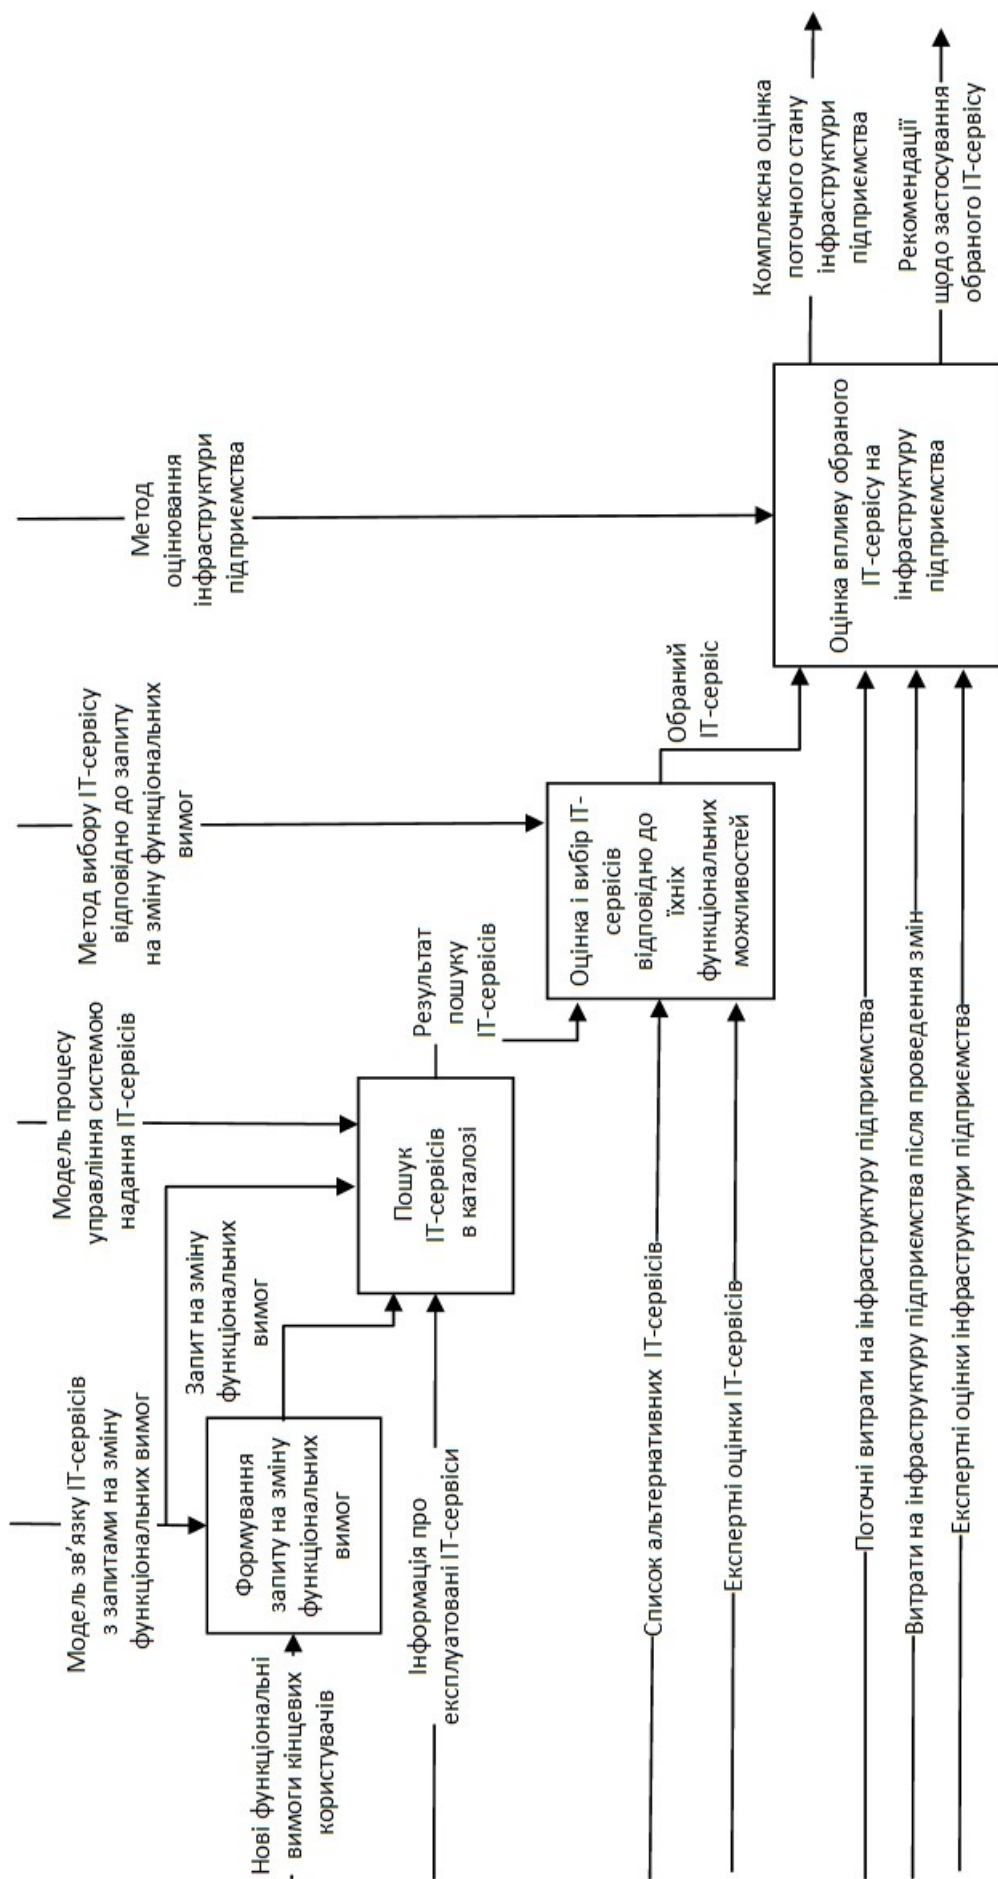 Модель зв’язку ІТ-сервісів
з запитами на зміну
функціональних вимог
Модель процесу
управління системою
надання ІТ-сервісів
Метод вибору ІТ-сервісу
відповідно до запиту
на зміну функціональних
вимог
Метод
оцінювання
інфраструктури
підприємства
Нові функціональні
вимоги кінцевих
користувачів
Формування
запиту на зміну
функціональних
вимог
Запит на зміну
функціональних
вимог
Інформація про
експлуатовані ІТ-сервіси
Пошук
ІТ-сервісів
в каталозі
Результат
пошуку
ІТ-сервісів
Список альтернативних ІТ-сервісів
Експертні оцінки ІТ-сервісів
Оцінка і вибір ІТ-
сервісів
відповідно до
їхніх
функціональних
можливостей
Обраний
ІТ-сервіс
Поточні витрати на інфраструктуру підприємства
Витрати на інфраструктуру підприємства після проведення змін
Експертні оцінки інфраструктури підприємства
Оцінка впливу обраного
ІТ-сервісу на
інфраструктуру
підприємства
Комплексна оцінка
поточного стану
інфраструктури
підприємства
Рекомендації
щодо застосування
обраного ІТ-сервісу